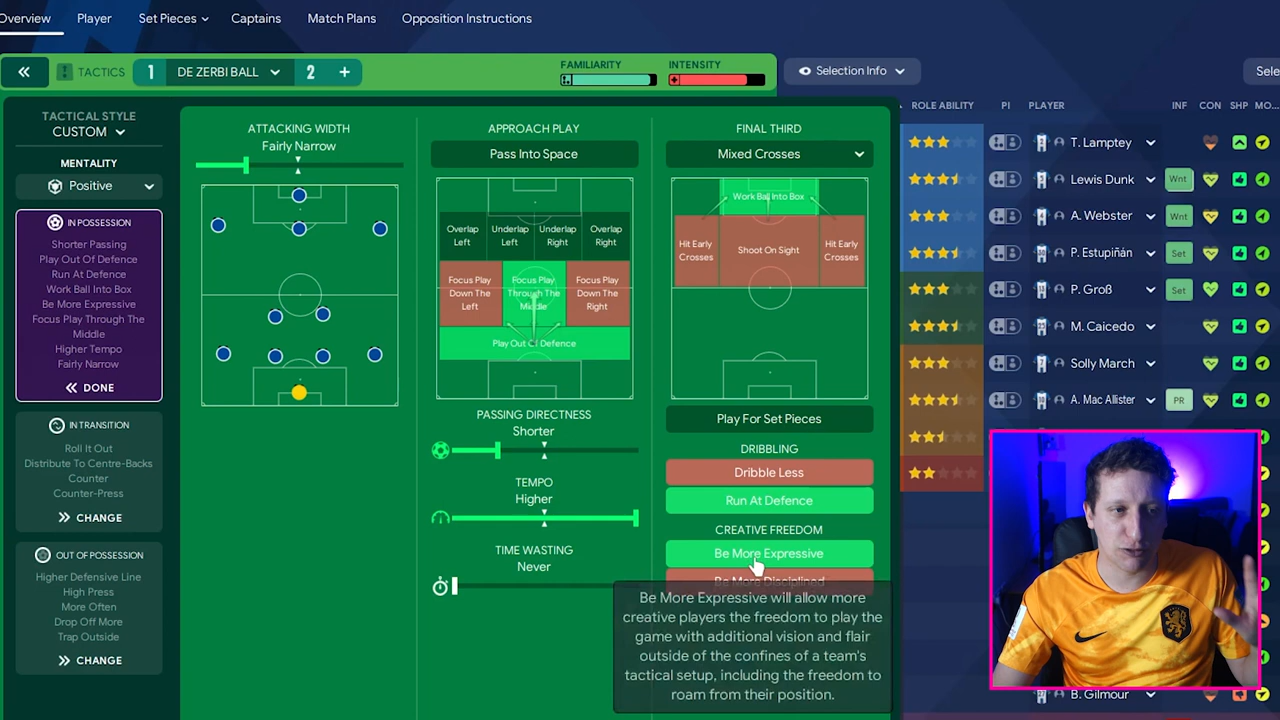 Overview
Player
Set Pieces
Captains
Match Plans
Opposition Instructions
TACTICS
1
DE ZERBI BALL
2
+
FAMILIARITY
INTENSITY
Selection Info
TACTICAL STYLE
CUSTOM
MENTALITY
Positive
IN POSSESSION
Shorter Passing
Play Out Of Defence
Run At Defence
Work Ball Into Box
Be More Expressive
Focus Play Through The
Middle
Higher Tempo
Fairly Narrow
DONE
IN TRANSITION
Roll It Out
Distribute To Centre-Backs
Counter
Counter-Press
CHANGE
OUT OF POSSESSION
Higher Defensive Line
High Press
More Often
Drop Off More
Trap Outside
CHANGE
ATTACKING WIDTH
Fairly Narrow
APPROACH PLAY
Pass Into Space
Overlap
Left
Underlap
Left
Underlap
Right
Overlap
Right
Focus Play
Down The
Left
Focus Play
Through The
Middle
Focus Play
Down The
Right
Play Out Of Defence
PASSING DIRECTNESS
Shorter
TEMPO
Higher
TIME WASTING
Never
FINAL THIRD
Mixed Crosses
Work Ball Into Box
Hit Early
Crosses
Shoot On Sight
Hit Early
Crosses
Play For Set Pieces
DRIBBLING
Dribble Less
Run At Defence
CREATIVE FREEDOM
Be More Expressive
Be More Disciplined
Be More Expressive will allow more
creative players the freedom to play the
game with additional vision and flair
outside of the confines of a team's
tactical setup, including the freedom to
roam from their position.
ROLE ABILITY
PI
PLAYER
INF
CON
SHP
MO...
T. Lamptey
Lewis Dunk
Wnt
A. Webster
Wnt
P. Estupiñán
Set
P. Groß
Set
M. Caicedo
Solly March
A. Mac Allister
PR
B. Gilmour